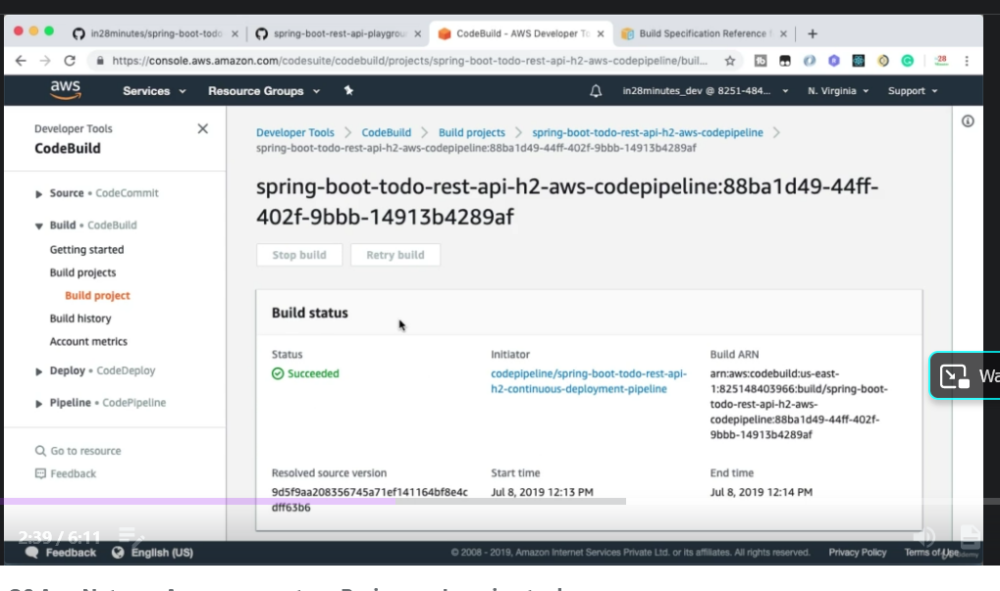 in28minutes/spring-boot-todo
spring-boot-rest-api-playgrou
CodeBuild - AWS Developer To
Build Specification Reference
https://console.aws.amazon.com/codesuite/codebuild/projects/spring-boot-todo-rest-api-h2-aws-codepipeline/buil...
28
aws
Services
Resource Groups
in28minutes_dev @ 8251-484...
N. Virginia
Support
Developer Tools
CodeBuild
Source • CodeCommit
Build • CodeBuild
Getting started
Build projects
Build project
Build history
Account metrics
Deploy • CodeDeploy
Pipeline • CodePipeline
Go to resource
Feedback
Developer Tools > CodeBuild > Build projects > spring-boot-todo-rest-api-h2-aws-codepipeline >
spring-boot-todo-rest-api-h2-aws-codepipeline:88ba1d49-44ff-402f-9bbb-14913b4289af
spring-boot-todo-rest-api-h2-aws-codepipeline:88ba1d49-44ff-
402f-9bbb-14913b4289af
Stop build
Retry build
Build status
Status
Succeeded
Initiator
codepipeline/spring-boot-todo-rest-api-
h2-continuous-deployment-pipeline
Build ARN
arn:aws:codebuild:us-east-
1:825148403966:build/spring-boot-
todo-rest-api-h2-aws-
codepipeline:88ba1d49-44ff-402f-
9bbb-14913b4289af
Resolved source version
9d5f9aa208356745a71ef141164bf8e4c
dff63b6
Start time
Jul 8, 2019 12:13 PM
End time
Jul 8, 2019 12:14 PM
Wa
2:39 / 6:11
Feedback
English (US)
© 2008 - 2019, Amazon Internet Services Private Ltd. or its affiliates. All rights reserved.
Privacy Policy
Terms of Use